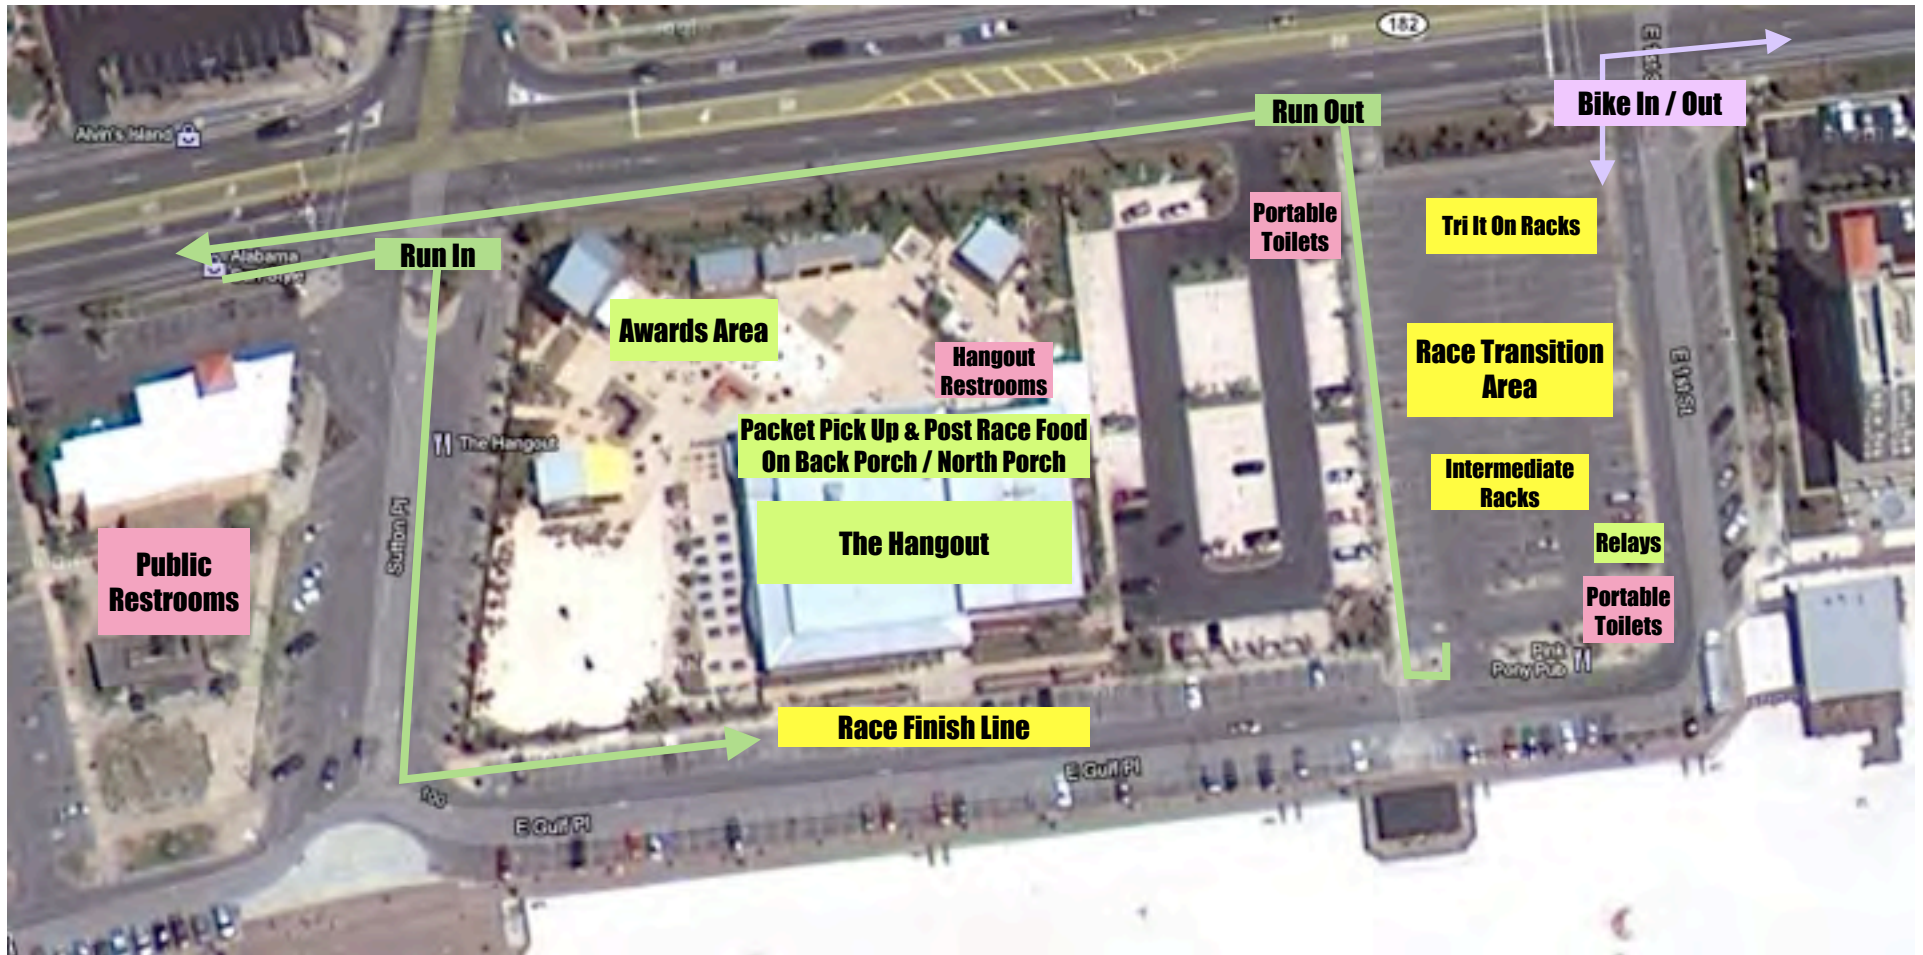 182
E 1st S
Bike In / Out
Run Out
Alvin's Island
Portable
Toilets
Tri It On Racks
Run In
Alabama
Awards Area
Hangout
Restrooms
Race Transition
Area
E 1st St
The Hangout
Packet Pick Up & Post Race Food
On Back Porch / North Porch
Intermediate
Racks
Sutton Pl
The Hangout
Relays
Public
Restrooms
Portable
Toilets
Pink
Pony Pub
Race Finish Line
E Gulf Pl
100
E Gulf Pl